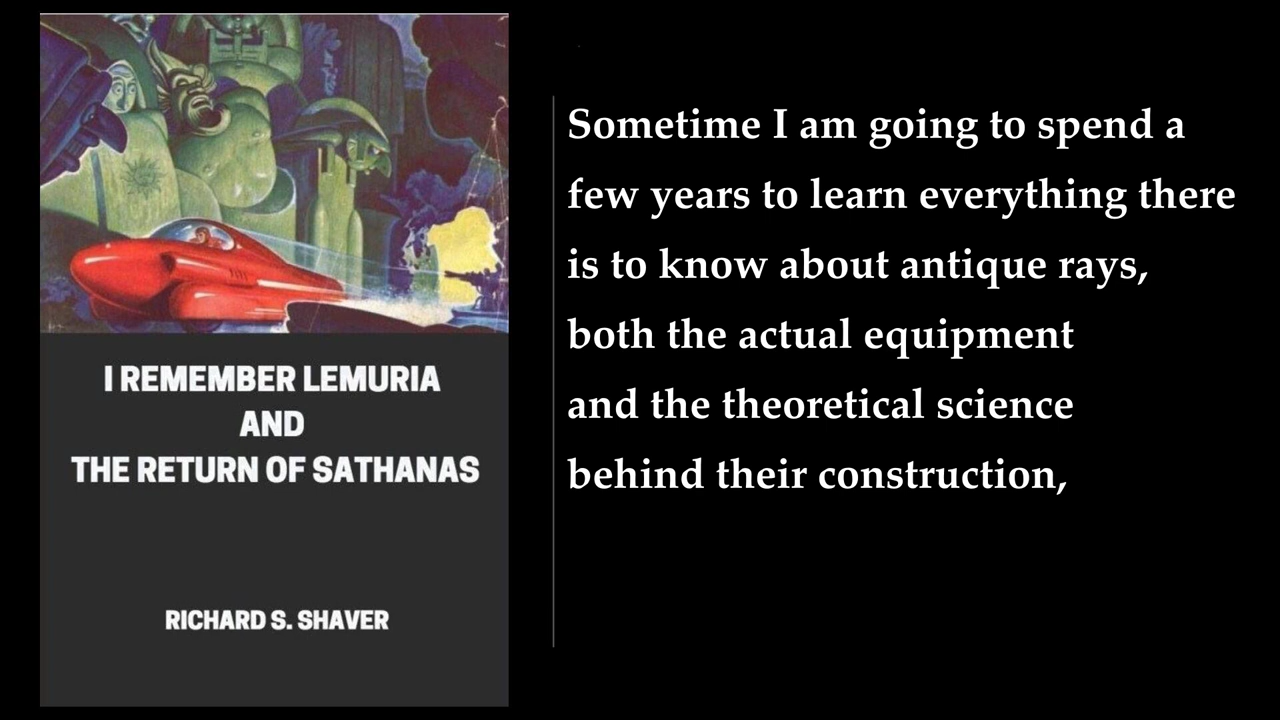 I REMEMBER LEMURIA
AND
THE RETURN OF SATHANAS
RICHARD S. SHAVER
Sometime I am going to spend a
few years to learn everything there
is to know about antique rays,
both the actual equipment
and the theoretical science
behind their construction,